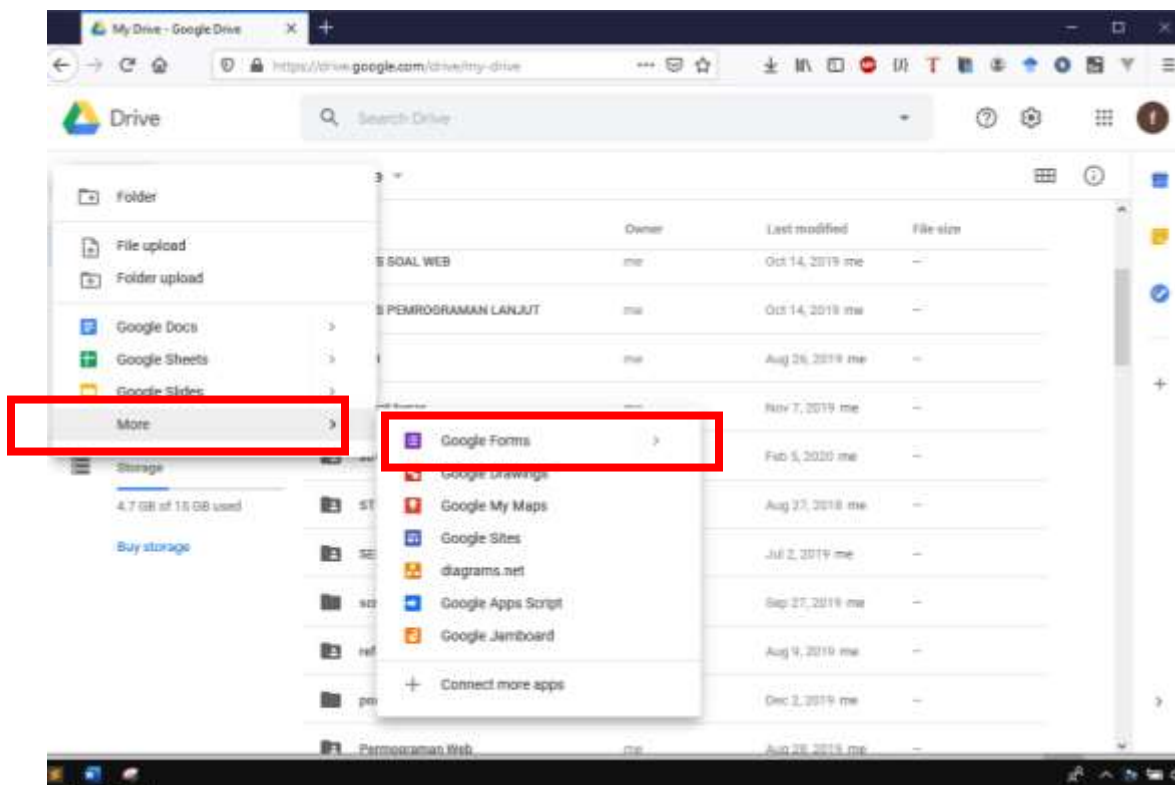 My Drive - Google Drive
https://drive.google.com/drive/my-drive
Drive
Search Drive
Folder
File upload
Folder upload
Google Docs
Google Sheets
Google Slides
More
Storage
4.7 GB of 15 GB used
Buy storage
Google Forms
Google Drawings
Google My Maps
Google Sites
diagrams.net
Google Apps Script
Google Jamboard
Connect more apps
Owner Last modified File size
S SOAL WEB me Oct 14, 2019 me –
S PEMROGRAMAN LANJUT me Oct 14, 2019 me –
me Aug 26, 2019 me –
Nov 7, 2019 me –
Feb 5, 2020 me –
ST Aug 27, 2018 me –
SE Jul 2, 2019 me –
scr Sep 27, 2019 me –
ref Aug 9, 2019 me –
Dec 2, 2019 me –
Permograman Web me Aug 28, 2019 me –